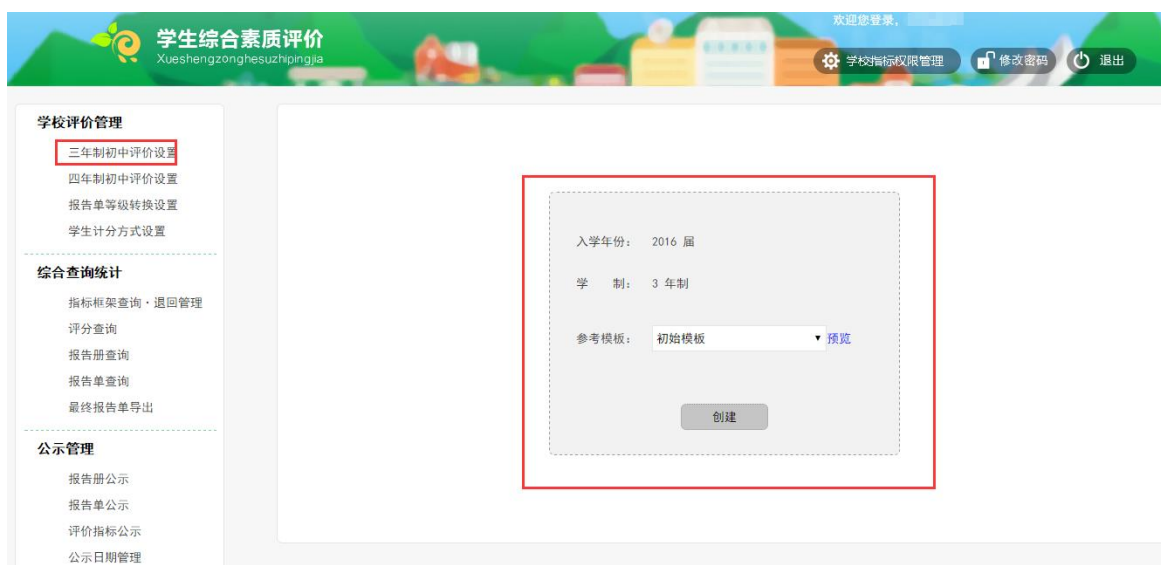 欢迎您登录,
学生综合素质评价
Xueshengzonghesuzhipingjia
学校指标权限管理
修改密码
退出
学校评价管理
三年制初中评价设置
四年制初中评价设置
报告单等级转换设置
学生计分方式设置
综合查询统计
指标框架查询·退回管理
评分查询
报告册查询
报告单查询
最终报告单导出
公示管理
报告册公示
报告单公示
评价指标公示
公示日期管理
入学年份: 2016 届
学 制: 3 年制
参考模板: 初始模板 预览
创建